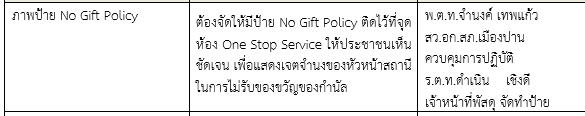 ภาพป้าย No Gift Policy
ต้องจัดให้มีป้าย No Gift Policy ติดไว้ที่จุด
ห้อง One Stop Service ให้ประชาชนเห็น
ชัดเจน เพื่อแสดงเจตจำนงของหัวหน้าสถานี
ในการไม่รับของขวัญของกำนัล
พ.ต.ท.จำนงค์ เทพแก้ว
สว.อก.สภ.เมืองปาน
ควบคุมการปฏิบัติ
ร.ต.ท.ดำเนิน เชิงดี
เจ้าหน้าที่พัสดุ จัดทำป้าย